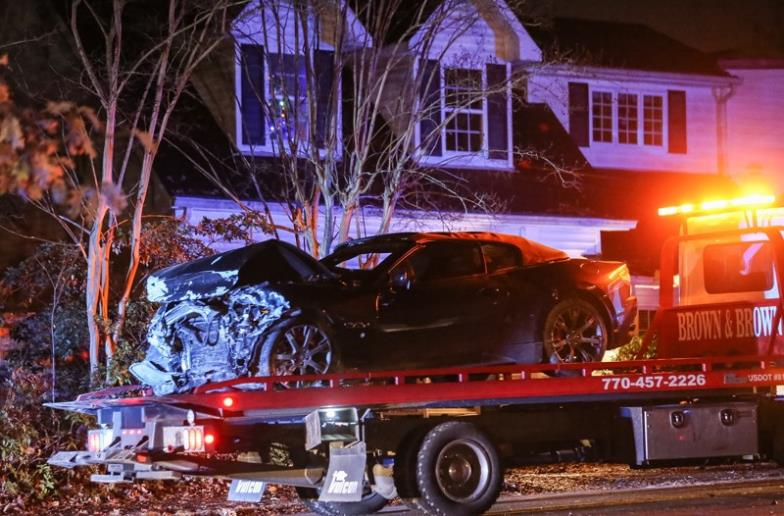 BROWN & BROW
770-457-2226
USDOT
Vulcan
Vulcan